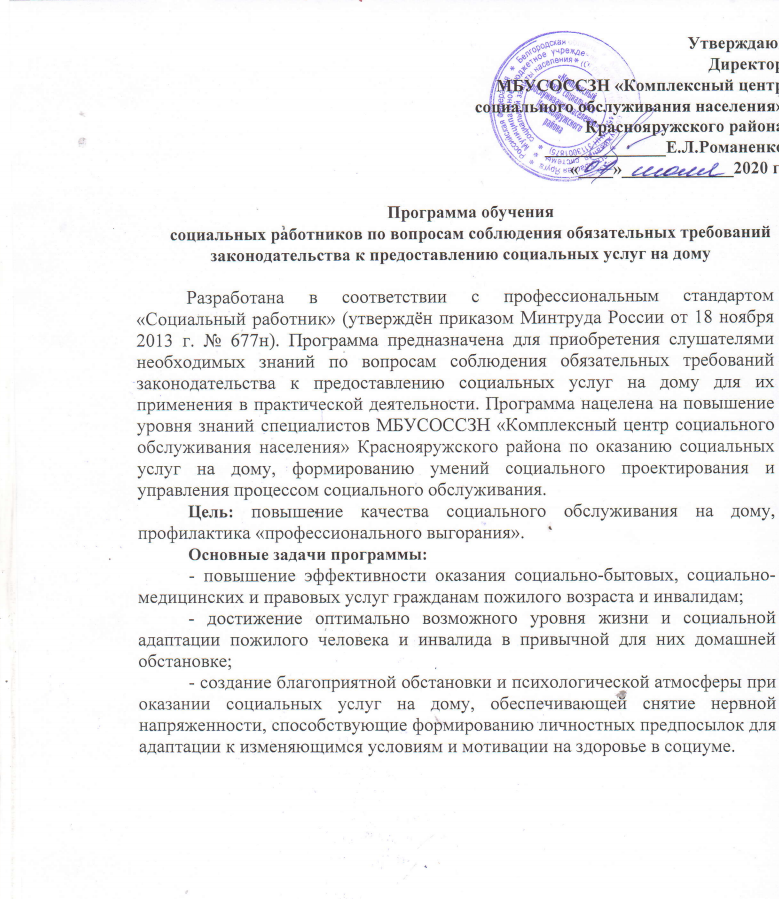 Утверждаю
Директор
МБУСОССЗН «Комплексный центр
социального обслуживания населения»
Краснояружского района
Е.Л.Романенко
«07» июля 2020 г
Программа обучения
социальных работников по вопросам соблюдения обязательных требований
законодательства к предоставлению социальных услуг на дому
Разработана в соответствии с профессиональным стандартом
«Социальный работник» (утверждён приказом Минтруда России от 18 ноября
2013 г. № 677н). Программа предназначена для приобретения слушателями
необходимых знаний по вопросам соблюдения обязательных требований
законодательства к предоставлению социальных услуг на дому для их
применения в практической деятельности. Программа нацелена на повышение
уровня знаний специалистов МБУСОССЗН «Комплексный центр социального
обслуживания населения» Краснояружского района по оказанию социальных
услуг на дому, формированию умений социального проектирования и
управления процессом социального обслуживания.
Цель: повышение качества социального обслуживания на дому,
профилактика «профессионального выгорания».
Основные задачи программы:
- повышение эффективности оказания социально-бытовых, социально-
медицинских и правовых услуг гражданам пожилого возраста и инвалидам;
- достижение оптимально возможного уровня жизни и социальной
адаптации пожилого человека и инвалида в привычной для них домашней
обстановке;
- создание благоприятной обстановки и психологической атмосферы при
оказании социальных услуг на дому, обеспечивающей снятие нервной
напряженности, способствующие формированию личностных предпосылок для
адаптации к изменяющимся условиям и мотивации на здоровье в социуме.